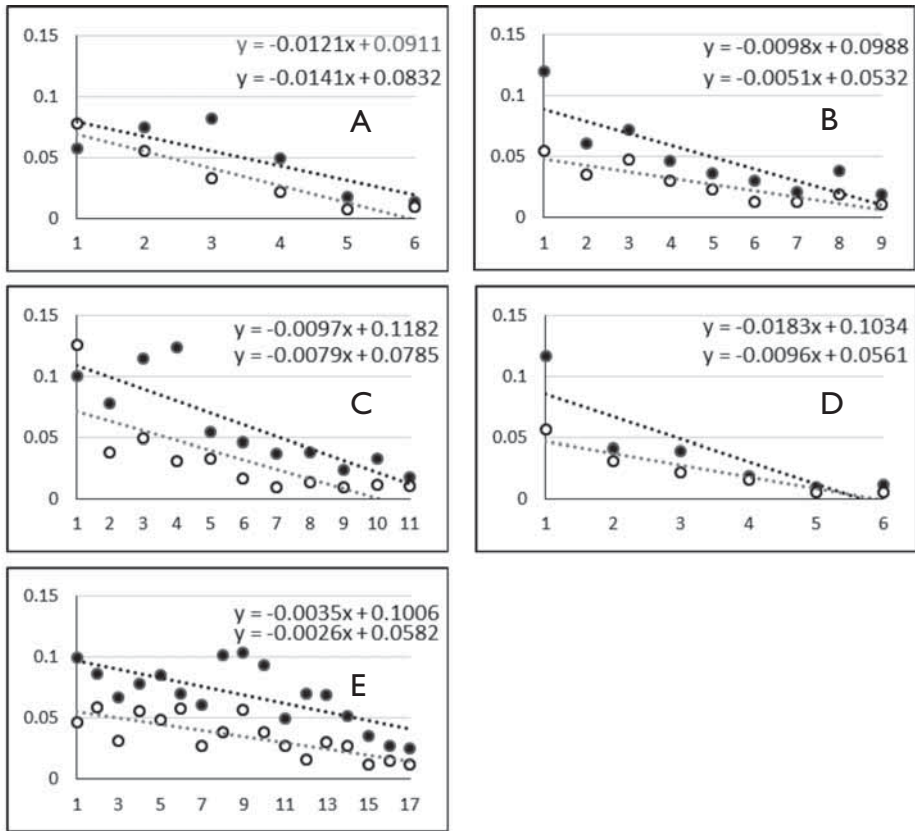 0.15
y = -0.0121x + 0.0911
y = -0.0141x + 0.0832
0.1
A
0.05
0
1 2 3 4 5 6
0.15
y = -0.0098x + 0.0988
y = -0.0051x + 0.0532
0.1
B
0.05
0
1 2 3 4 5 6 7 8 9
0.15
y = -0.0097x + 0.1182
y = -0.0079x + 0.0785
0.1
C
0.05
0
1 2 3 4 5 6 7 8 9 10 11
0.15
y = -0.0183x + 0.1034
y = -0.0096x + 0.0561
0.1
D
0.05
0
1 2 3 4 5 6
0.15
y = -0.0035x + 0.1006
y = -0.0026x + 0.0582
0.1
E
0.05
0
1 3 5 7 9 11 13 15 17